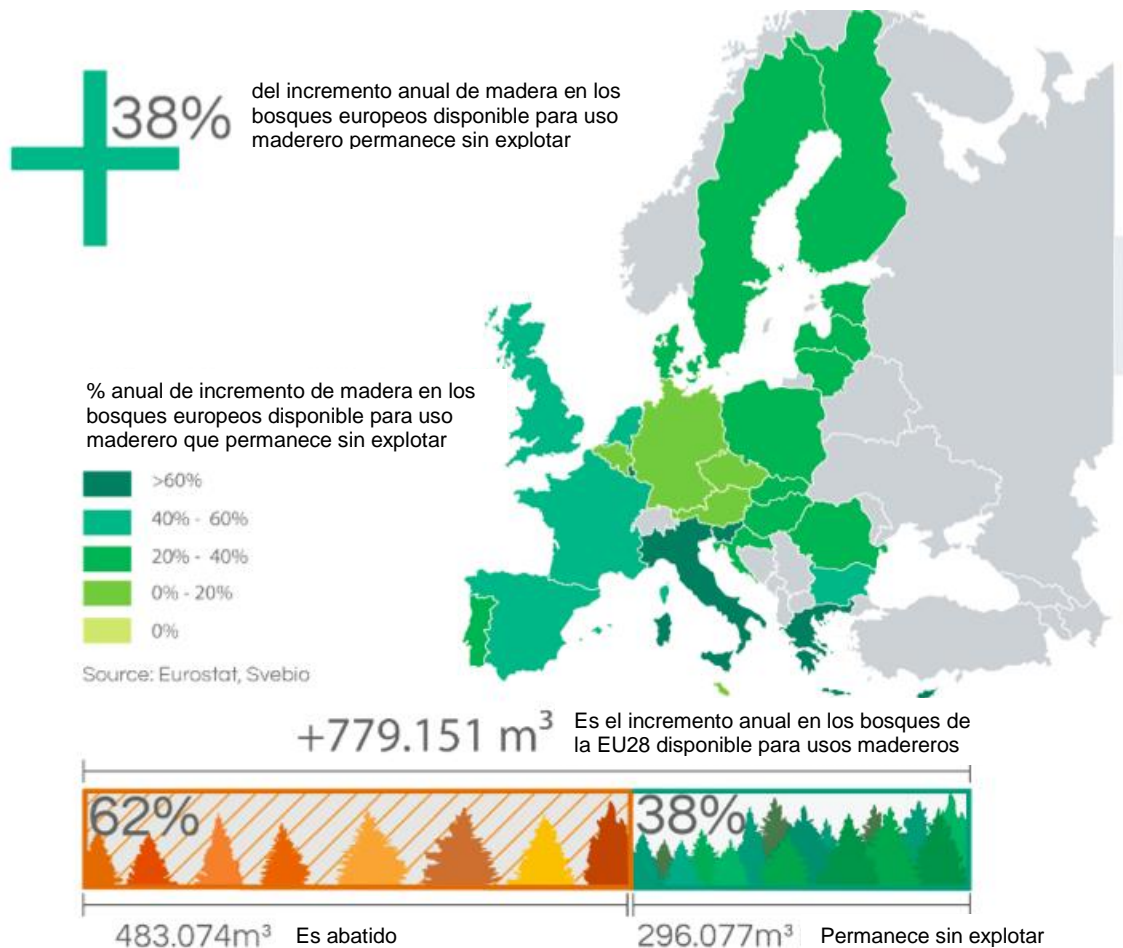 38%
del incremento anual de madera en los
bosques europeos disponible para uso
maderero permanece sin explotar
% anual de incremento de madera en los
bosques europeos disponible para uso
maderero que permanece sin explotar
>60%
40% - 60%
20% - 40%
0% - 20%
0%
Source: Eurostat, Svebio
+779.151 m³
Es el incremento anual en los bosques de
la EU28 disponible para usos madereros
62%
38%
483.074m³ Es abatido
296.077m³ Permanece sin explotar